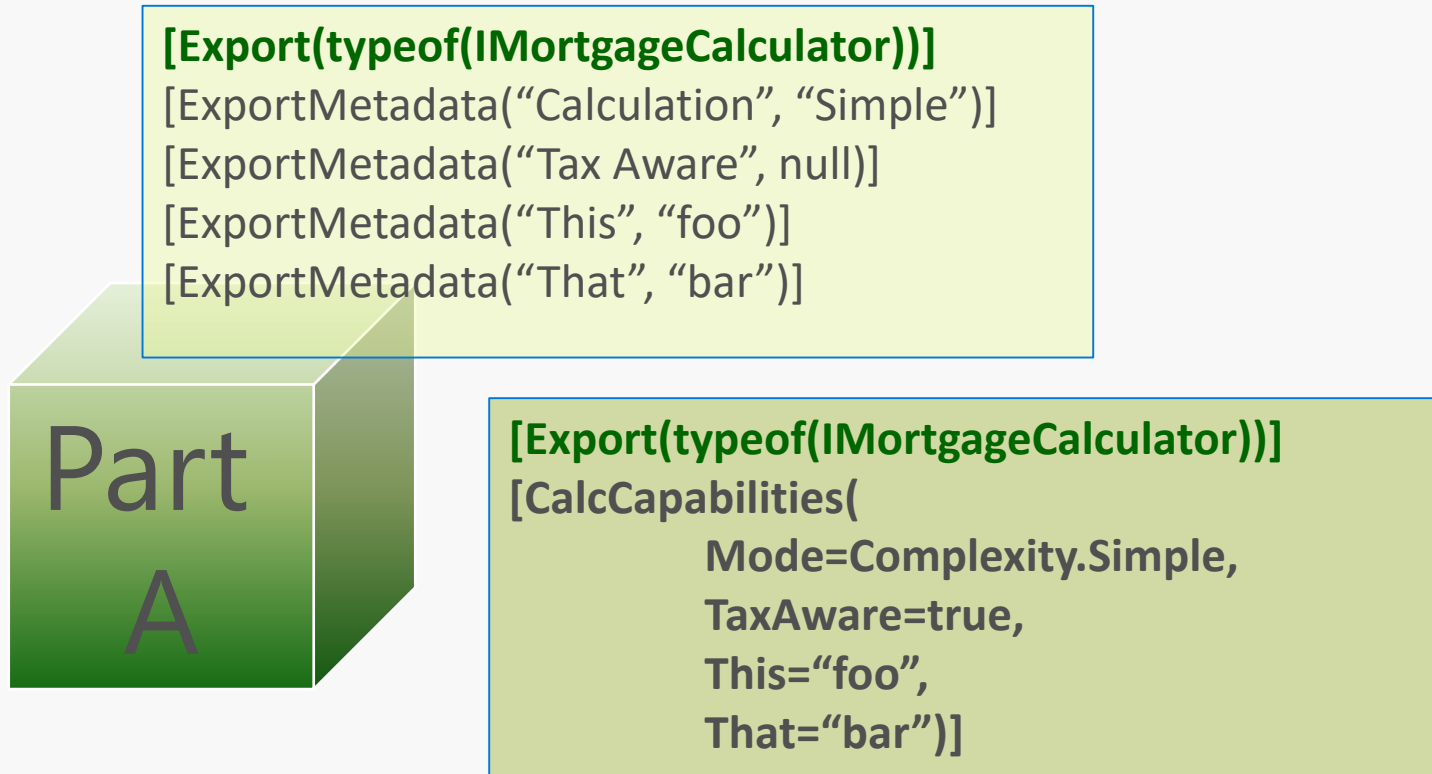 [Export(typeof(IMortgageCalculator))]
[ExportMetadata(“Calculation”, “Simple”)]
[ExportMetadata(“Tax Aware”, null)]
[ExportMetadata(“This”, “foo”)]
[ExportMetadata(“That”, “bar”)]
Part
A
[Export(typeof(IMortgageCalculator))]
[CalcCapabilities(
Mode=Complexity.Simple,
TaxAware=true,
This=“foo”,
That=“bar”)]